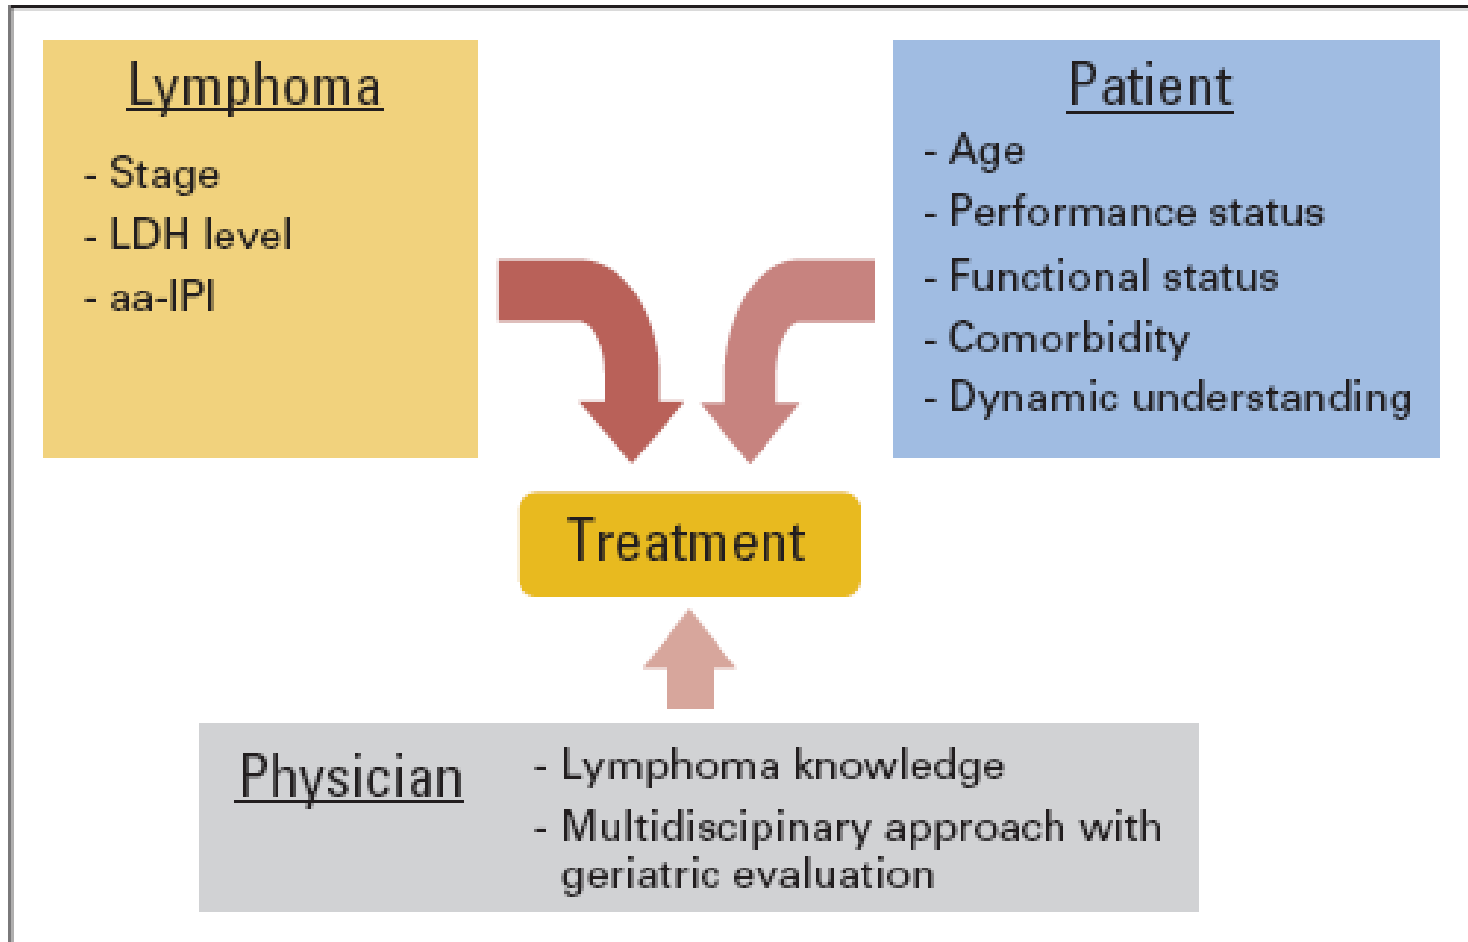 Lymphoma
- Stage
- LDH level
- aa-IPI
Patient
- Age
- Performance status
- Functional status
- Comorbidity
- Dynamic understanding
Treatment
Physician
- Lymphoma knowledge
- Multidiscipinary approach with
geriatric evaluation